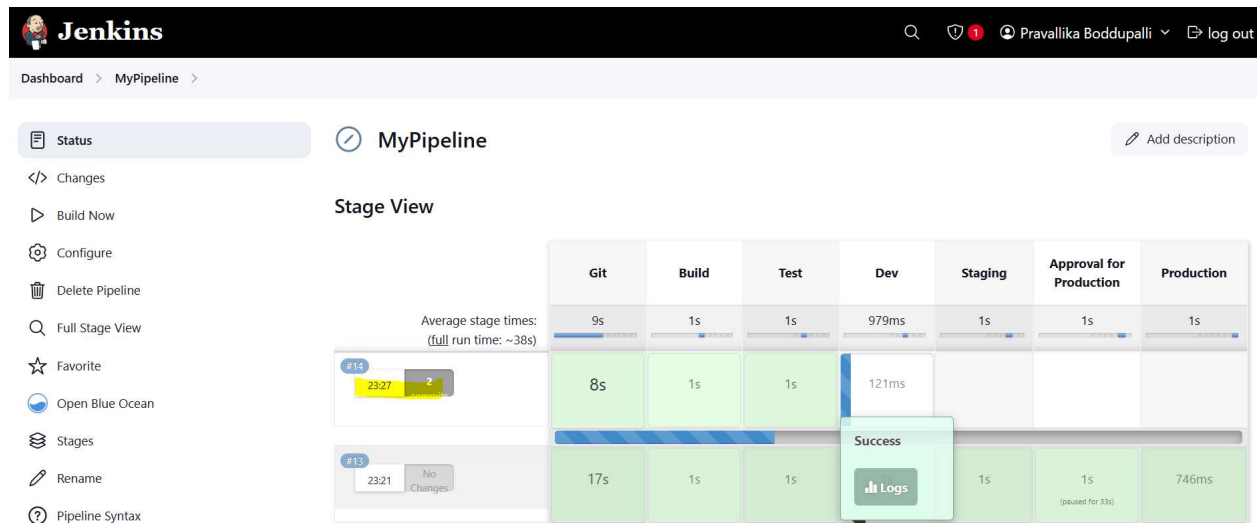 Jenkins
1 Pravallika Boddupalli log out
Dashboard > MyPipeline >
Status
Changes
Build Now
Configure
Delete Pipeline
Full Stage View
Favorite
Open Blue Ocean
Stages
Rename
Pipeline Syntax
MyPipeline
Add description
Stage View
Git Build Test Dev Staging Approval for Production Production
Average stage times: 9s 1s 1s 979ms 1s 1s 1s
(full run time: ~38s)
#14
23:27 2 8s 1s 1s 121ms
Success
Logs
#13
23:21 No Changes 17s 1s 1s 1s 1s 746ms
(paused for 33s)